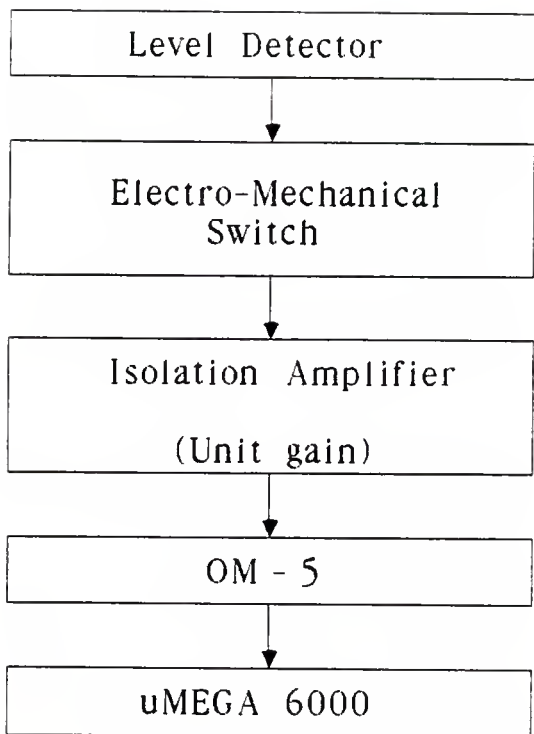 Level Detector
Electro-Mechanical
Switch
Isolation Amplifier
(Unit gain)
OM - 5
uMEGA 6000